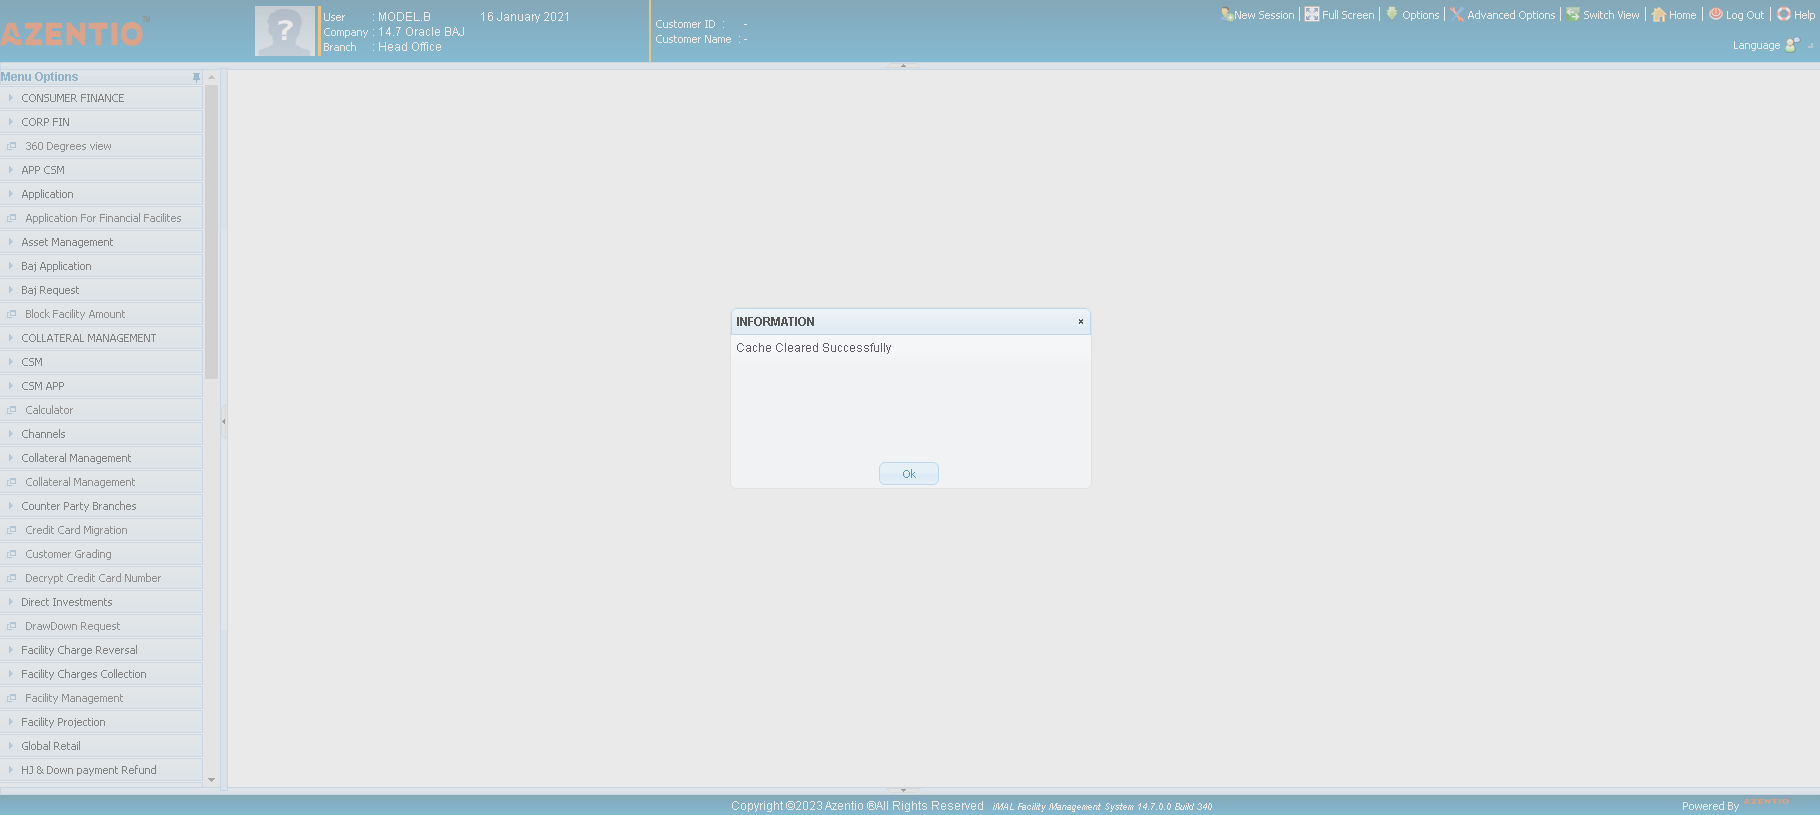 AZENTIO™
User : MODEL.B 16 January 2021
Company : 14.7 Oracle BAJ
Branch : Head Office
Customer ID : -
Customer Name : -
New Session Full Screen Options Advanced Options Switch View Home Log Out Help
Language
Menu Options
CONSUMER FINANCE
CORP FIN
360 Degrees view
APP CSM
Application
Application For Financial Facilites
Asset Management
Baj Application
Baj Request
Block Facility Amount
COLLATERAL MANAGEMENT
CSM
CSM APP
Calculator
Channels
Collateral Management
Collateral Management
Counter Party Branches
Credit Card Migration
Customer Grading
Decrypt Credit Card Number
Direct Investments
DrawDown Request
Facility Charge Reversal
Facility Charges Collection
Facility Management
Facility Projection
Global Retail
HJ & Down payment Refund
INFORMATION
Cache Cleared Successfully
Ok
Copyright ©2023 Azentio ®All Rights Reserved iMAL Facility Management System 14.7.0.0 Build 340
Powered By AZENTIO